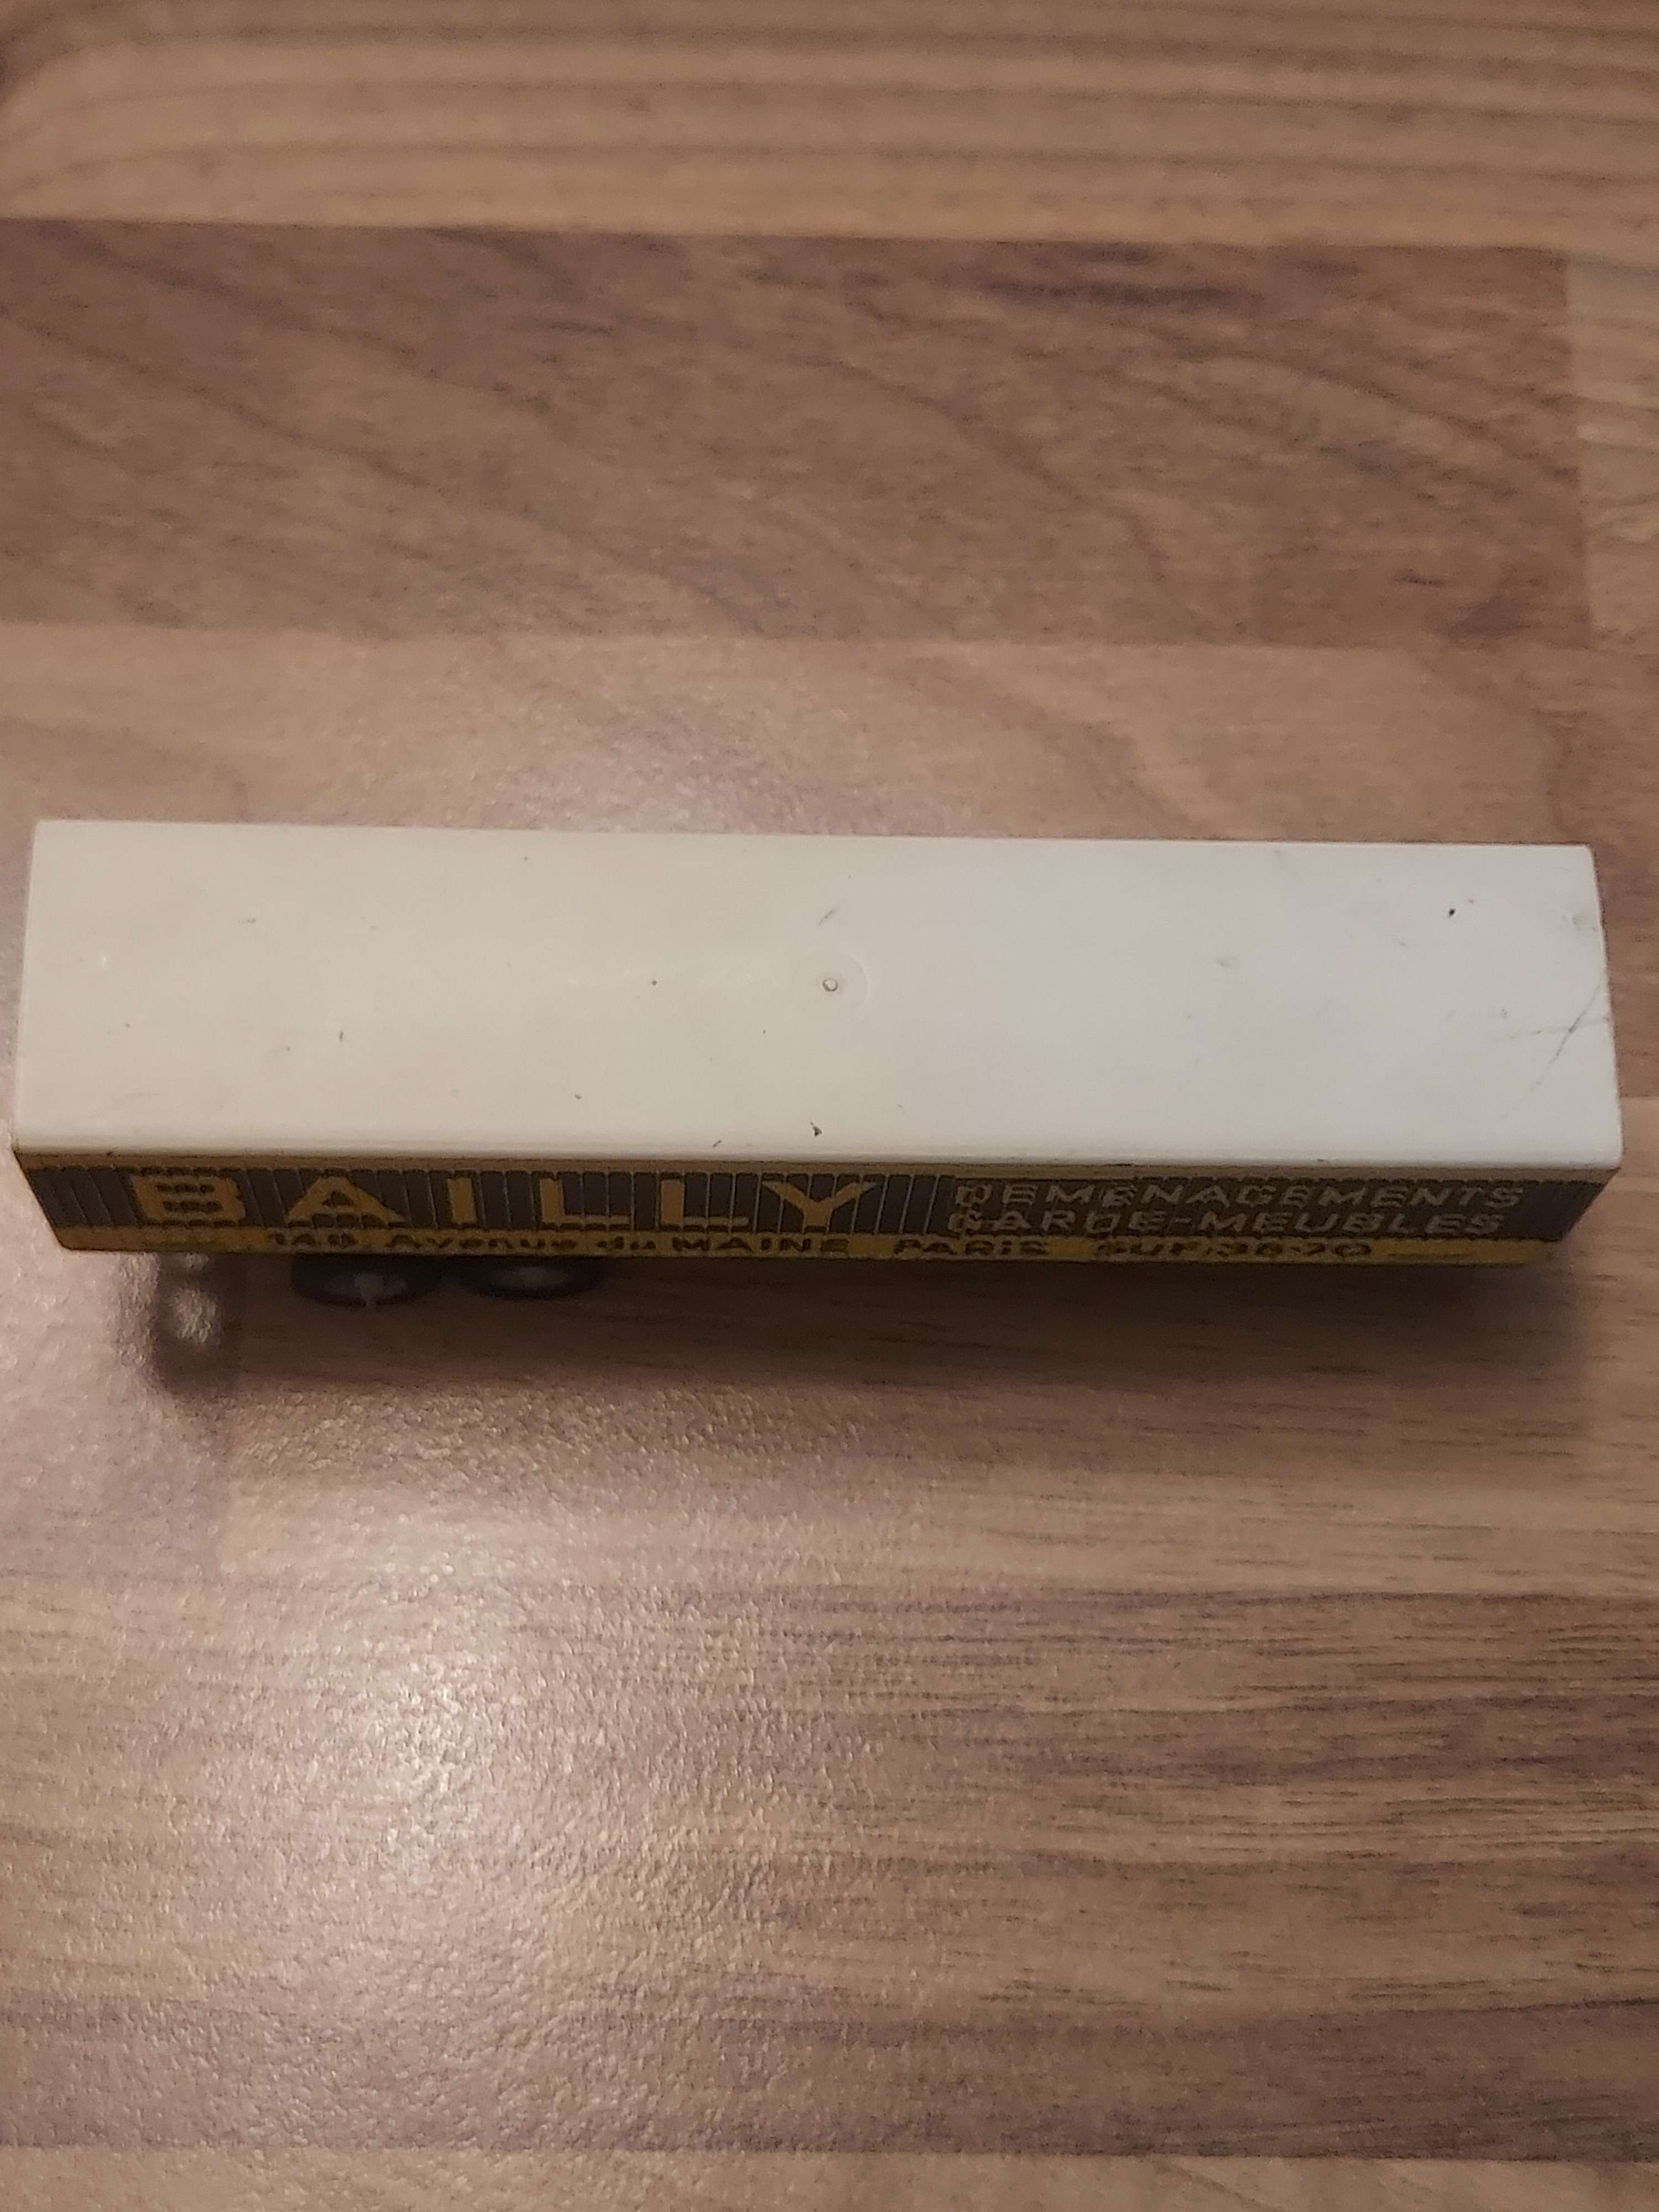 BAILLY
DEMENAGEMENTS
GARDE-MEUBLES
Avenue du MAINE PARIS